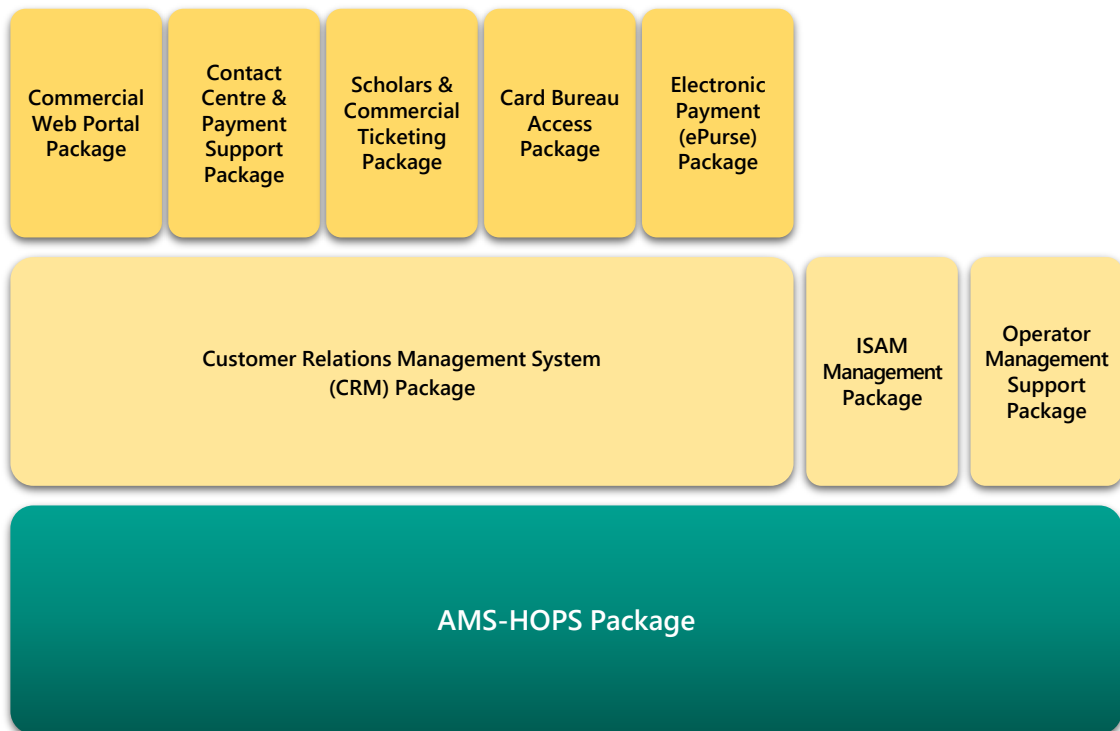 Commercial
Web Portal
Package
Contact
Centre &
Payment
Support
Package
Scholars &
Commercial
Ticketing
Package
Card Bureau
Access
Package
Electronic
Payment
(ePurse)
Package
Customer Relations Management System
(CRM) Package
ISAM
Management
Package
Operator
Management
Support
Package
AMS-HOPS Package